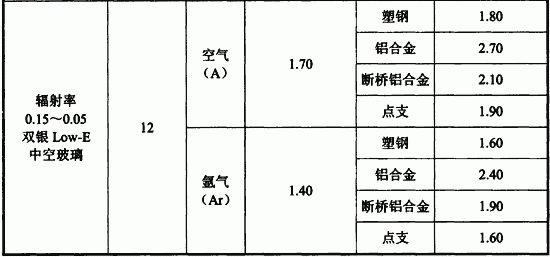 辐射率
0.15～0.05
双银 Low-E
中空玻璃
12
空气
（A）
1.70
塑钢 1.80
铝合金 2.70
断桥铝合金 2.10
点支 1.90
氩气
（Ar）
1.40
塑钢 1.60
铝合金 2.40
断桥铝合金 1.90
点支 1.60